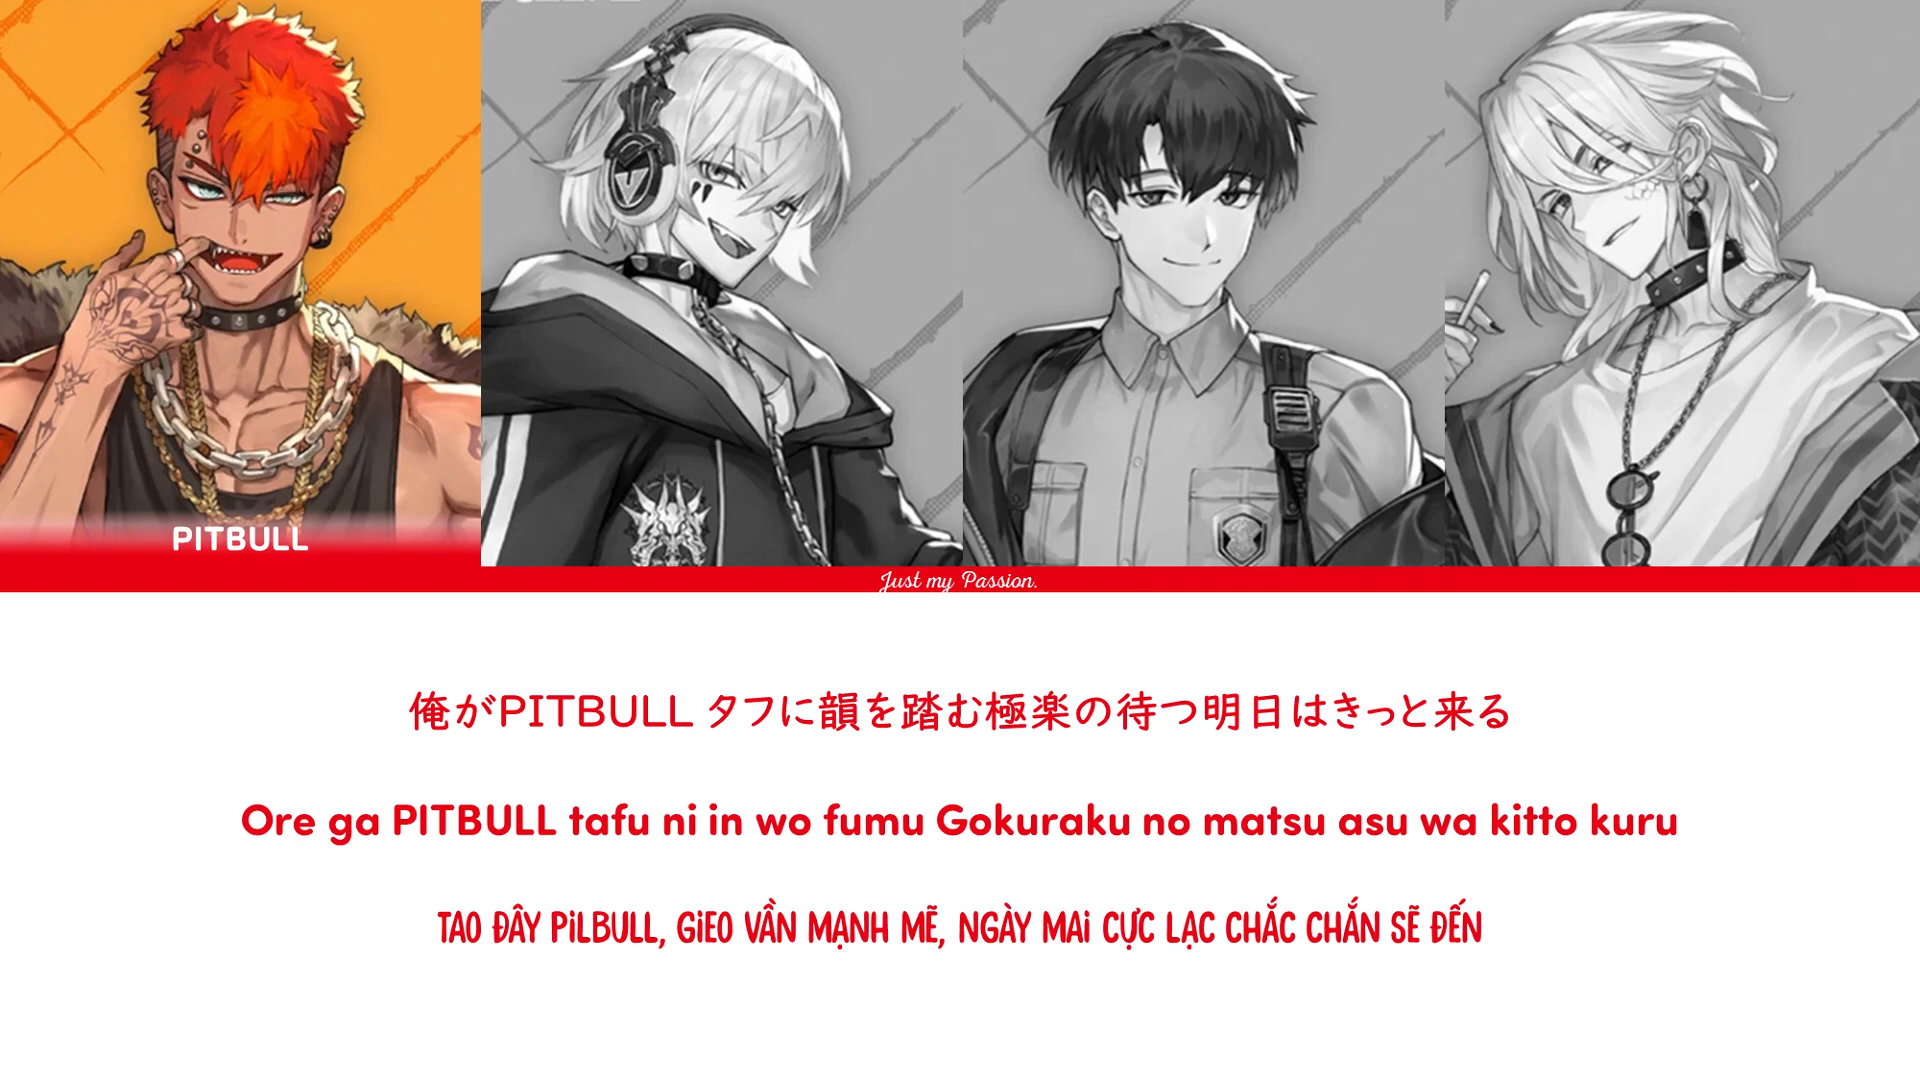 PITBULL
Just my Passion.
俺がPITBULL タフに韻を踏む極楽の待つ明日はきっと来る
Ore ga PITBULL tafu ni in wo fumu Gokuraku no matsu asu wa kitto kuru
TAO ĐÂY PiLBULL, GiEO VẦN MẠNH MẼ, NGÀY MAi CỰC LẠC CHẮC CHẮN SẼ ĐẾN